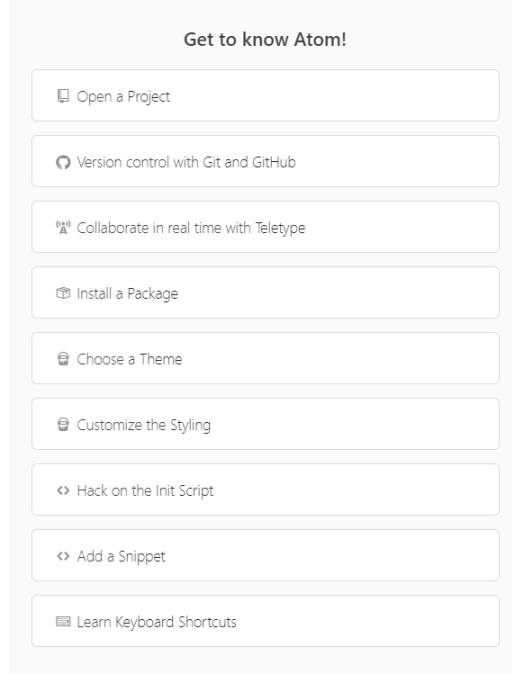 Get to know Atom!
Open a Project
Version control with Git and GitHub
Collaborate in real time with Teletype
Install a Package
Choose a Theme
Customize the Styling
Hack on the Init Script
Add a Snippet
Learn Keyboard Shortcuts